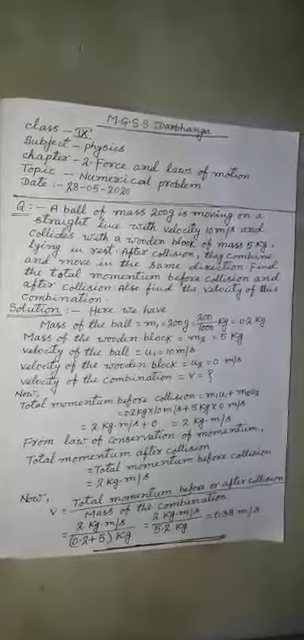 M.G.S.S. Darbhanga
class - IX
Subject - physics
chapter - 2. Force and laws of motion
Topic - Numerical problem
Date :- 28-05-2020
Q:- A ball of mass 200g is moving on a
straight line with velocity 10 m/s and
collides with a wooden block of mass 5 kg,
lying in rest. After collision, they combine
and move in the same direction. Find
the total momentum before collision and
after collision. Also find the velocity of this
combination.
Solution :- Here we have
Mass of the ball = m₁ = 200g = 200/1000 kg = 0.2 kg
Mass of the wooden block = m₂ = 5 kg
velocity of the ball = u₁ = 10 m/s
velocity of the wooden block = u₂ = 0 m/s
velocity of the combination = v = ?
Now,
Total momentum before collision = m₁u₁ + m₂u₂
= 0.2 kg x 10 m/s + 5 kg x 0 m/s
= 2 kg.m/s + 0 = 2 kg.m/s
From law of conservation of momentum,
Total momentum after collision
= Total momentum before collision
= 2 kg.m/s
Now, v = Total momentum before or after collision / Mass of the combination
= 2 kg.m/s / (0.2+5) kg = 2 kg.m/s / 5.2 kg = 0.38 m/s